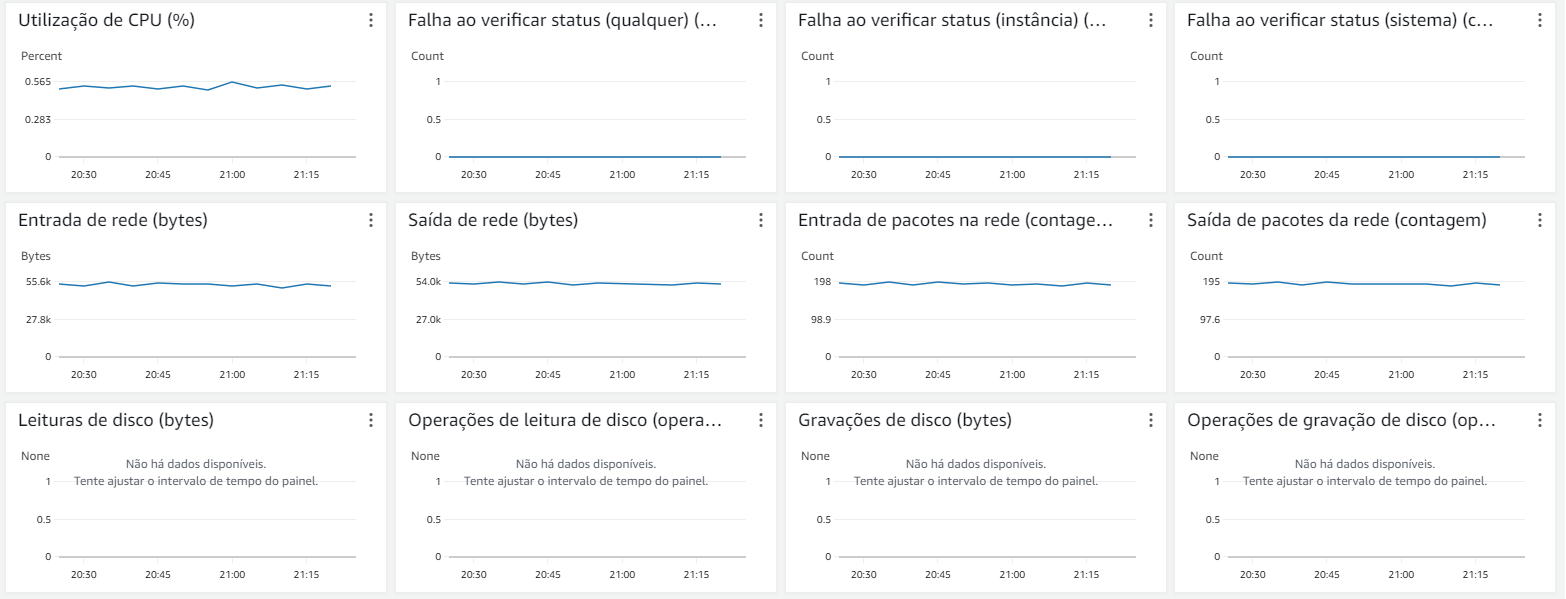 Utilização de CPU (%)
Percent
0.565
0.283
0
20:30 20:45 21:00 21:15
Falha ao verificar status (qualquer) (...
Count
1
0.5
0
20:30 20:45 21:00 21:15
Falha ao verificar status (instância) (...
Count
1
0.5
0
20:30 20:45 21:00 21:15
Falha ao verificar status (sistema) (c...
Count
1
0.5
0
20:30 20:45 21:00 21:15
Entrada de rede (bytes)
Bytes
55.6k
27.8k
0
20:30 20:45 21:00 21:15
Saída de rede (bytes)
Bytes
54.0k
27.0k
0
20:30 20:45 21:00 21:15
Entrada de pacotes na rede (contage...
Count
198
98.9
0
20:30 20:45 21:00 21:15
Saída de pacotes da rede (contagem)
Count
195
97.6
0
20:30 20:45 21:00 21:15
Leituras de disco (bytes)
None
Não há dados disponíveis.
Tente ajustar o intervalo de tempo do painel.
1
0.5
0
20:30 20:45 21:00 21:15
Operações de leitura de disco (opera...
None
Não há dados disponíveis.
Tente ajustar o intervalo de tempo do painel.
1
0.5
0
20:30 20:45 21:00 21:15
Gravações de disco (bytes)
None
Não há dados disponíveis.
Tente ajustar o intervalo de tempo do painel.
1
0.5
0
20:30 20:45 21:00 21:15
Operações de gravação de disco (op...
None
Não há dados disponíveis.
Tente ajustar o intervalo de tempo do painel.
1
0.5
0
20:30 20:45 21:00 21:15